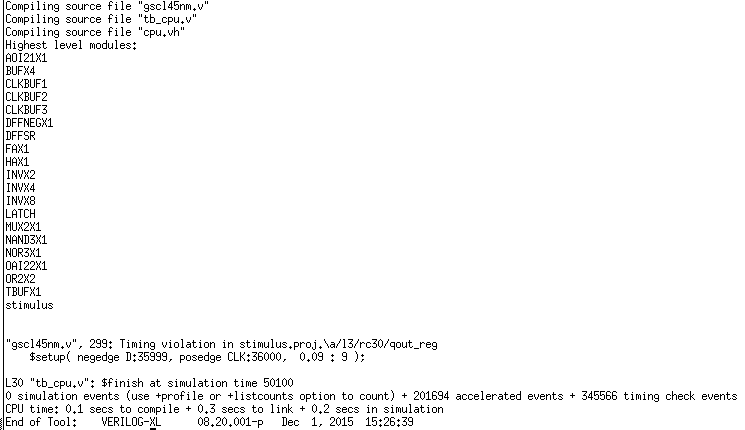 Compiling source file "gscl45nm.v"
Compiling source file "tb_cpu.v"
Compiling source file "cpu.vh"
Highest level modules:
AOI21X1
BUFX4
CLKBUF1
CLKBUF2
CLKBUF3
DFFNEGX1
DFFSR
FAX1
HAX1
INVX2
INVX4
INVX8
LATCH
MUX2X1
NAND3X1
NOR3X1
OAI22X1
OR2X2
TBUFX1
stimulus
"gscl45nm.v", 299: Timing violation in stimulus.proj.\a/l3/rc30/qout_reg
$setup( negedge D:35999, posedge CLK:36000,  0.09 : 9 );
L30 "tb_cpu.v": $finish at simulation time 50100
0 simulation events (use +profile or +listcounts option to count) + 201694 accelerated events + 345566 timing check events
CPU time: 0.1 secs to compile + 0.3 secs to link + 0.2 secs in simulation
End of Tool:    VERILOG-XL      08.20.001-p   Dec  1, 2015  15:26:39